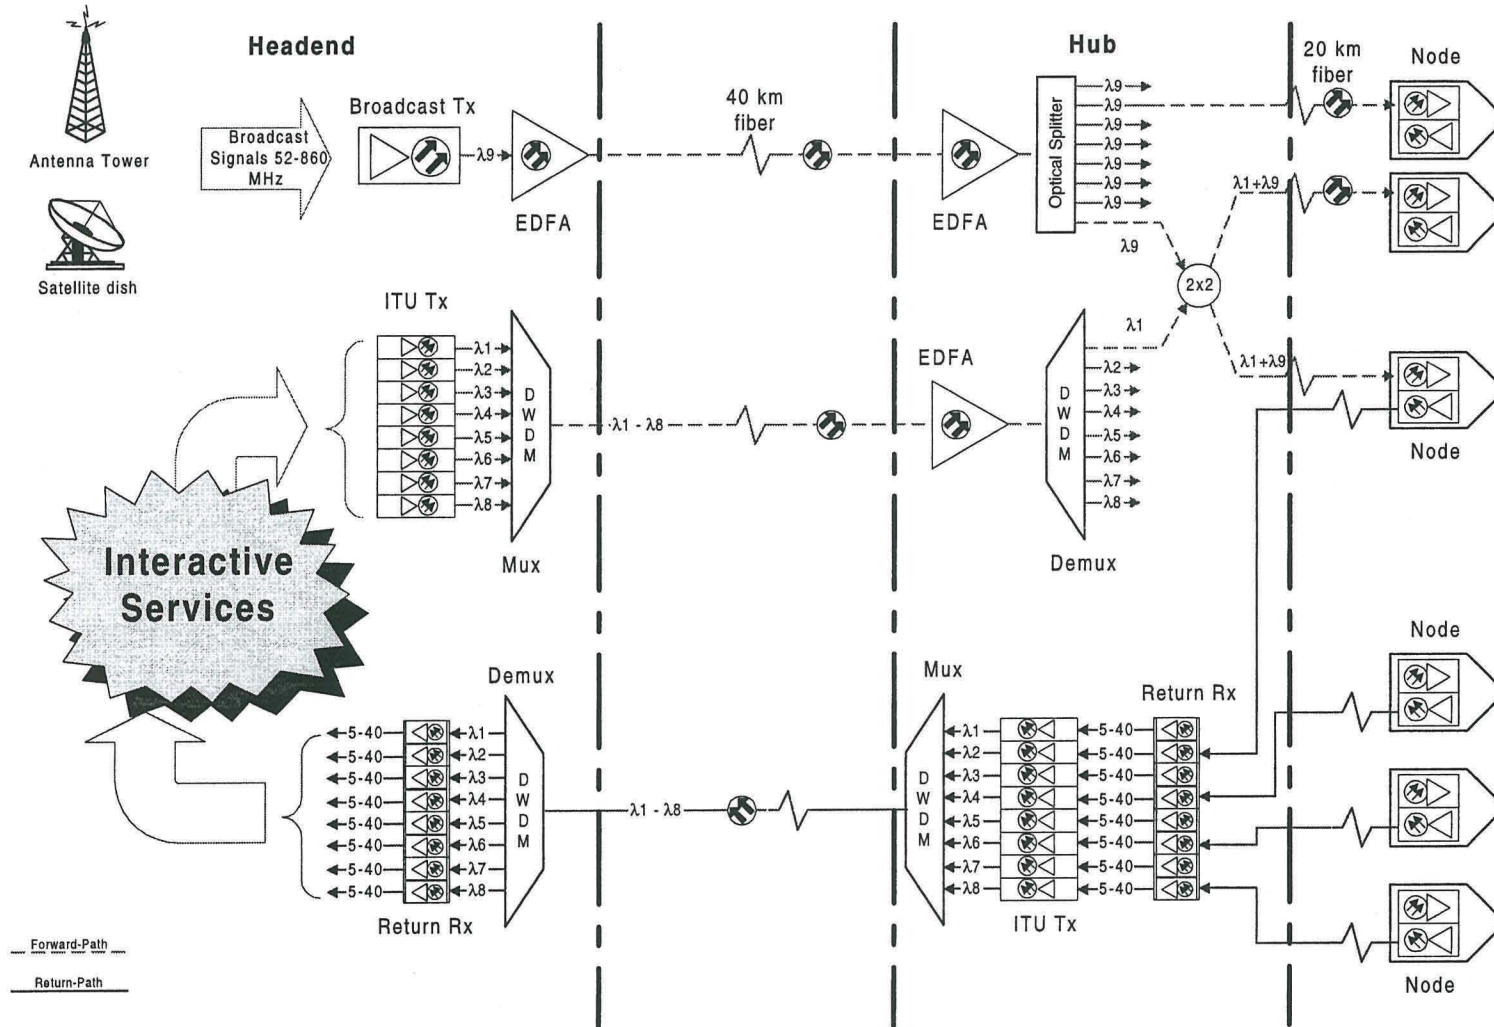 Headend
Hub
20 km
fiber
Node
Antenna Tower
Broadcast
Signals 52-860
MHz
Broadcast Tx
λ9
EDFA
40 km
fiber
EDFA
Optical Splitter
λ9
λ9
λ9
λ9
λ9
λ9
λ9
λ9
λ1+λ9
2x2
λ1
λ1+λ9
Node
Satellite dish
ITU Tx
λ1
λ2
λ3
λ4
λ5
λ6
λ7
λ8
DWDM
Mux
λ1 - λ8
EDFA
DWDM
λ2
λ3
λ4
λ5
λ6
λ7
λ8
Demux
Interactive
Services
Demux
5-40
5-40
5-40
5-40
5-40
5-40
5-40
5-40
Return Rx
λ1
λ2
λ3
λ4
λ5
λ6
λ7
λ8
DWDM
λ1 - λ8
Mux
DWDM
λ1
λ2
λ3
λ4
λ5
λ6
λ7
λ8
ITU Tx
5-40
5-40
5-40
5-40
5-40
5-40
5-40
5-40
Return Rx
Node
Node
Forward-Path
Return-Path